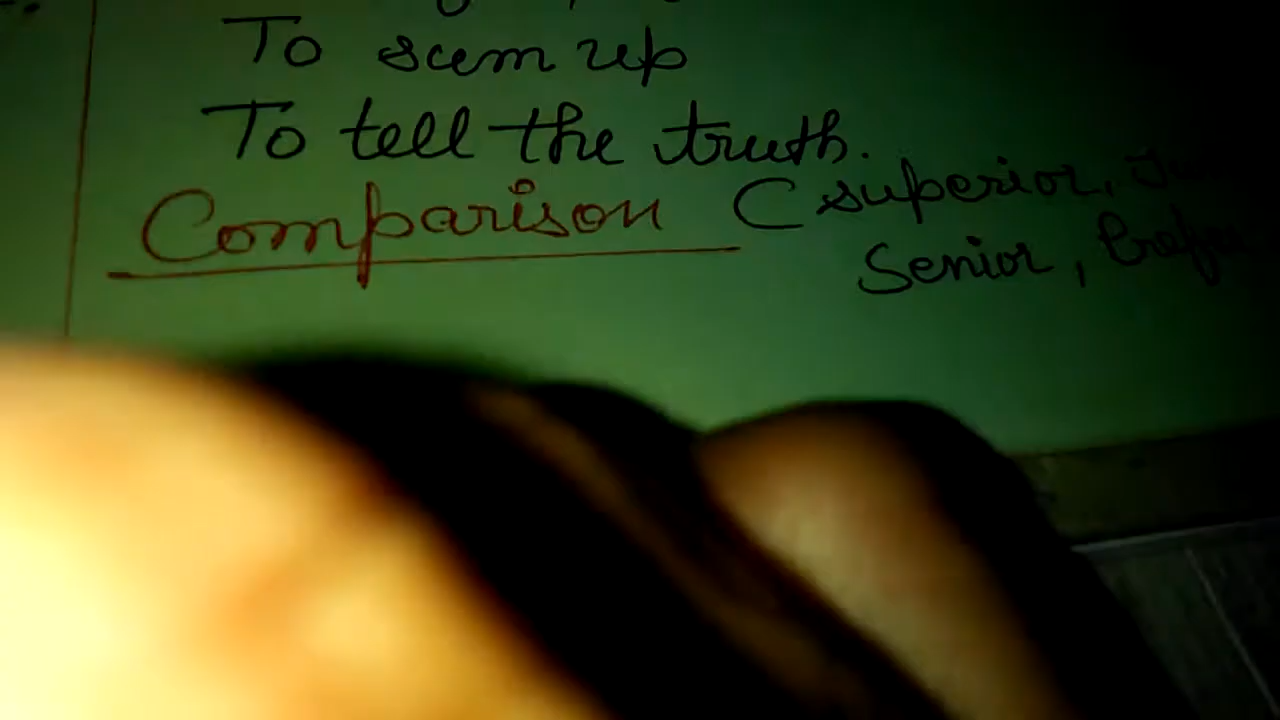 To sum up
To tell the truth.
Comparison ( superior,
Senior,